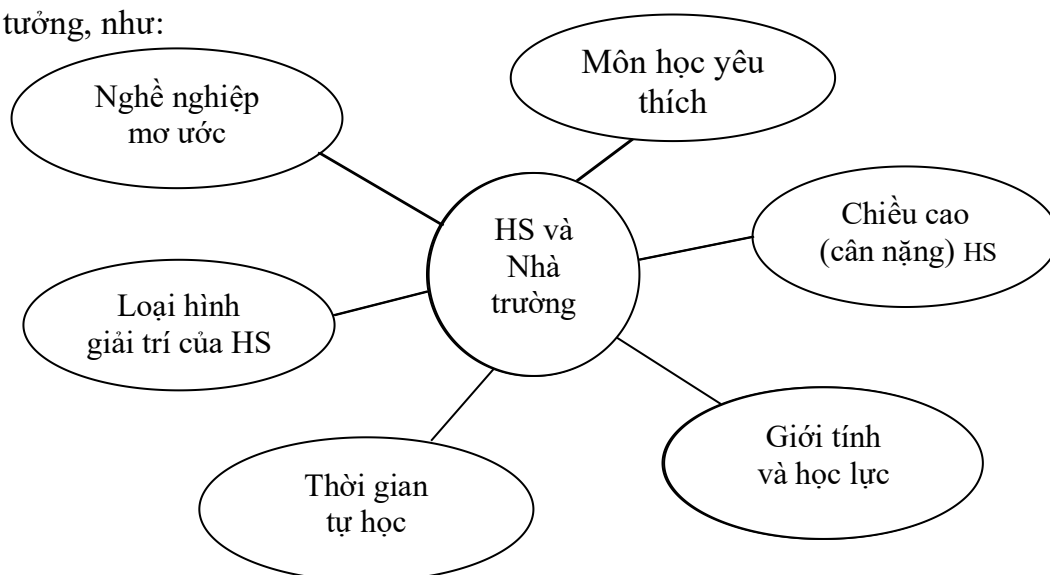 tưởng, như:
Nghề nghiệp
mơ ước
Môn học yêu
thích
HS và
Nhà
trường
Chiều cao
(cân nặng) HS
Loại hình
giải trí của HS
Giới tính
và học lực
Thời gian
tự học